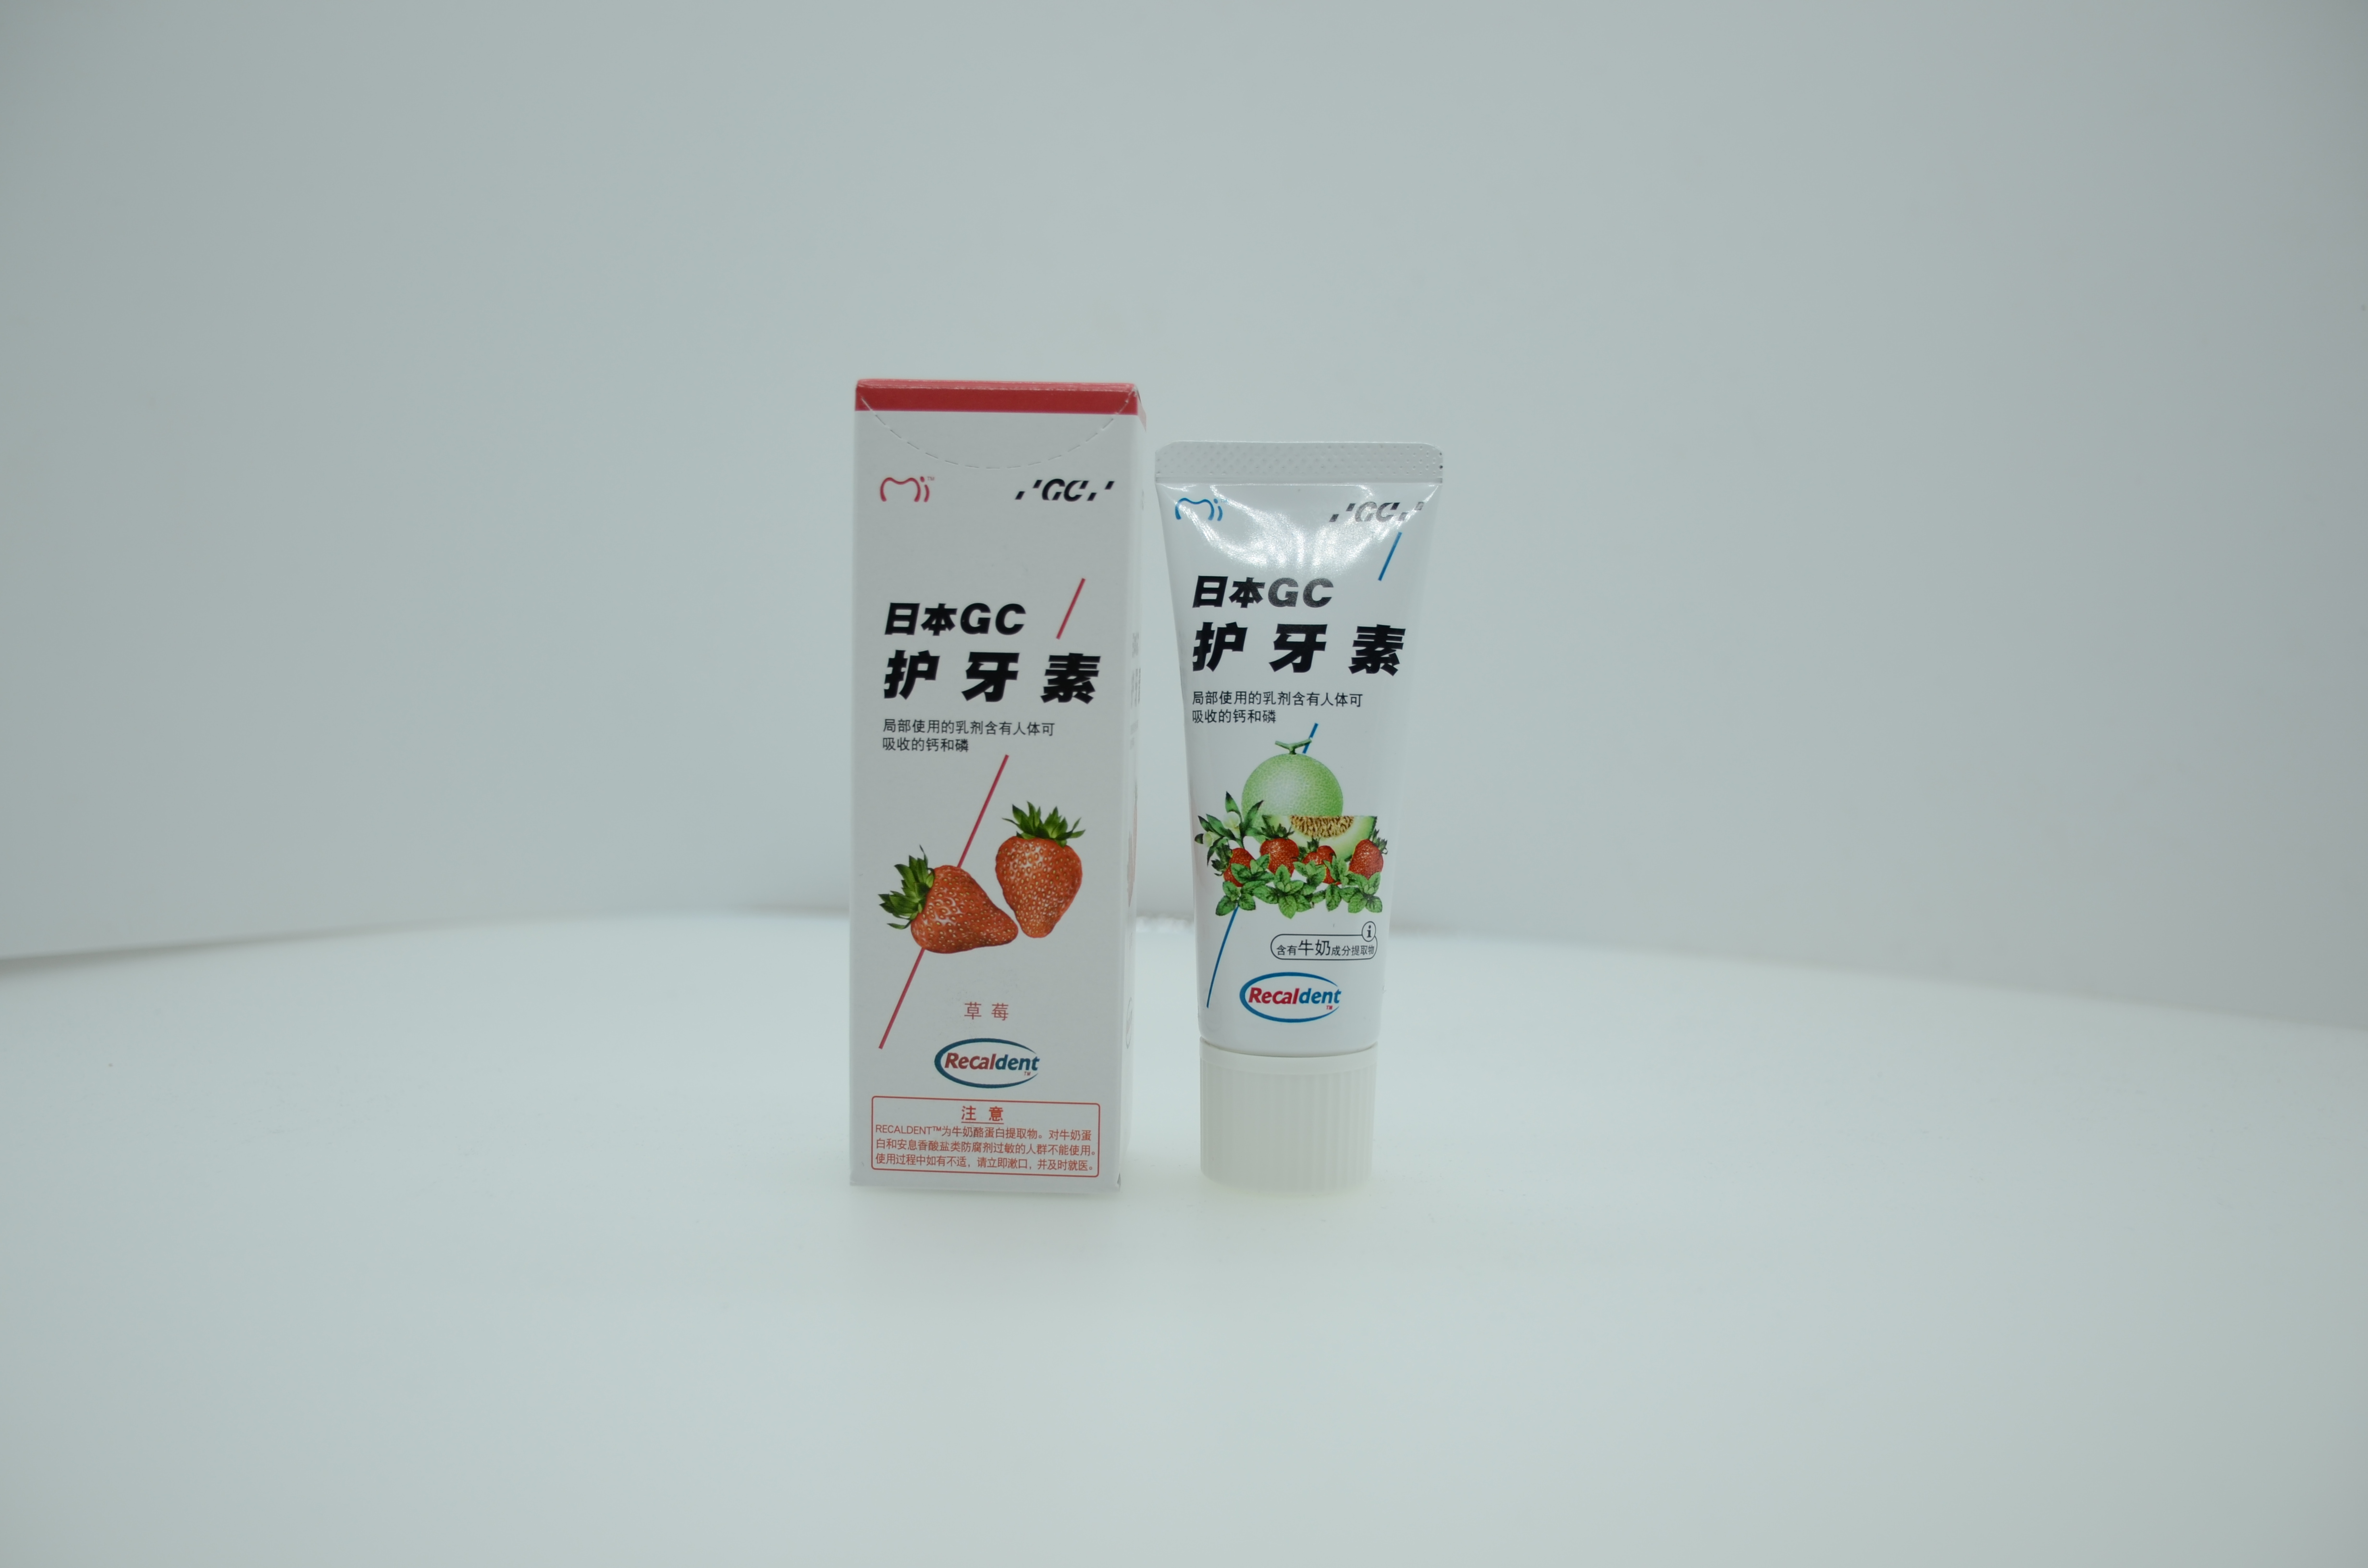 Mi™
GC
日本GC
护牙素
局部使用的乳剂含有人体可
吸收的钙和磷
草莓
Recaldent™
注意
RECALDENT™为牛奶酪蛋白提取物。对牛奶蛋
白和安息香酸盐类防腐剂过敏的人群不能使用。
使用过程中如有不适，请立即漱口，并及时就医。
Mi
GC
日本GC
护牙素
局部使用的乳剂含有人体可
吸收的钙和磷
i
含有牛奶成分提取物
Recaldent™